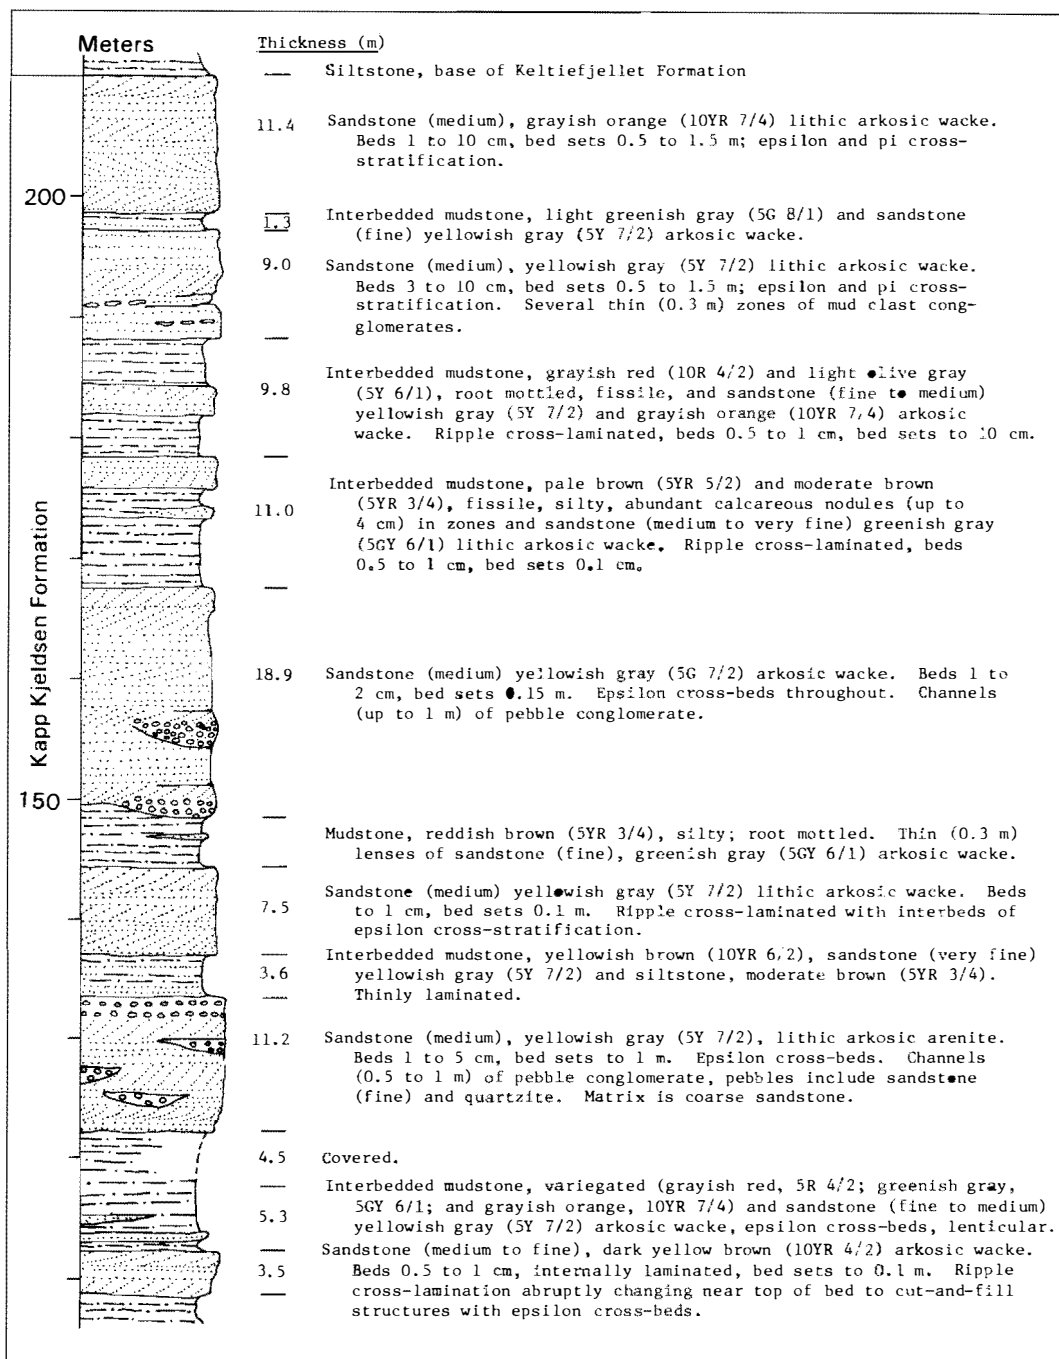 Meters
Thickness (m)
— Siltstone, base of Keltiefjellet Formation
11.4 Sandstone (medium), grayish orange (10YR 7/4) lithic arkosic wacke.
Beds 1 to 10 cm, bed sets 0.5 to 1.5 m; epsilon and pi cross-
stratification.
200
1.3 Interbedded mudstone, light greenish gray (5G 8/1) and sandstone
(fine) yellowish gray (5Y 7/2) arkosic wacke.
9.0 Sandstone (medium), yellowish gray (5Y 7/2) lithic arkosic wacke.
Beds 3 to 10 cm, bed sets 0.5 to 1.5 m; epsilon and pi cross-
stratification. Several thin (0.3 m) zones of mud clast cong-
glomerates.
9.8 Interbedded mudstone, grayish red (10R 4/2) and light olive gray
(5Y 6/1), root mottled, fissile, and sandstone (fine to medium)
yellowish gray (5Y 7/2) and grayish orange (10YR 7/4) arkosic
wacke. Ripple cross-laminated, beds 0.5 to 1 cm, bed sets to 10 cm.
11.0 Interbedded mudstone, pale brown (5YR 5/2) and moderate brown
(5YR 3/4), fissile, silty, abundant calcareous nodules (up to
4 cm) in zones and sandstone (medium to very fine) greenish gray
(5GY 6/1) lithic arkosic wacke. Ripple cross-laminated, beds
0.5 to 1 cm, bed sets 0.1 cm.
Kapp Kjeldsen Formation
18.9 Sandstone (medium) yellowish gray (5G 7/2) arkosic wacke. Beds 1 to
2 cm, bed sets 0.15 m. Epsilon cross-beds throughout. Channels
(up to 1 m) of pebble conglomerate.
150
Mudstone, reddish brown (5YR 3/4), silty; root mottled. Thin (0.3 m)
lenses of sandstone (fine), greenish gray (5GY 6/1) arkosic wacke.
7.5 Sandstone (medium) yellowish gray (5Y 7/2) lithic arkosic wacke. Beds
to 1 cm, bed sets 0.1 m. Ripple cross-laminated with interbeds of
epsilon cross-stratification.
3.6 Interbedded mudstone, yellowish brown (10YR 6/2), sandstone (very fine)
yellowish gray (5Y 7/2) and siltstone, moderate brown (5YR 3/4).
Thinly laminated.
11.2 Sandstone (medium), yellowish gray (5Y 7/2), lithic arkosic arenite.
Beds 1 to 5 cm, bed sets to 1 m. Epsilon cross-beds. Channels
(0.5 to 1 m) of pebble conglomerate, pebbles include sandstone
(fine) and quartzite. Matrix is coarse sandstone.
4.5 Covered.
5.3 Interbedded mudstone, variegated (grayish red, 5R 4/2; greenish gray,
5GY 6/1; and grayish orange, 10YR 7/4) and sandstone (fine to medium)
yellowish gray (5Y 7/2) arkosic wacke, epsilon cross-beds, lenticular.
3.5 Sandstone (medium to fine), dark yellow brown (10YR 4/2) arkosic wacke.
Beds 0.5 to 1 cm, internally laminated, bed sets to 0.1 m. Ripple
cross-lamination abruptly changing near top of bed to cut-and-fill
structures with epsilon cross-beds.